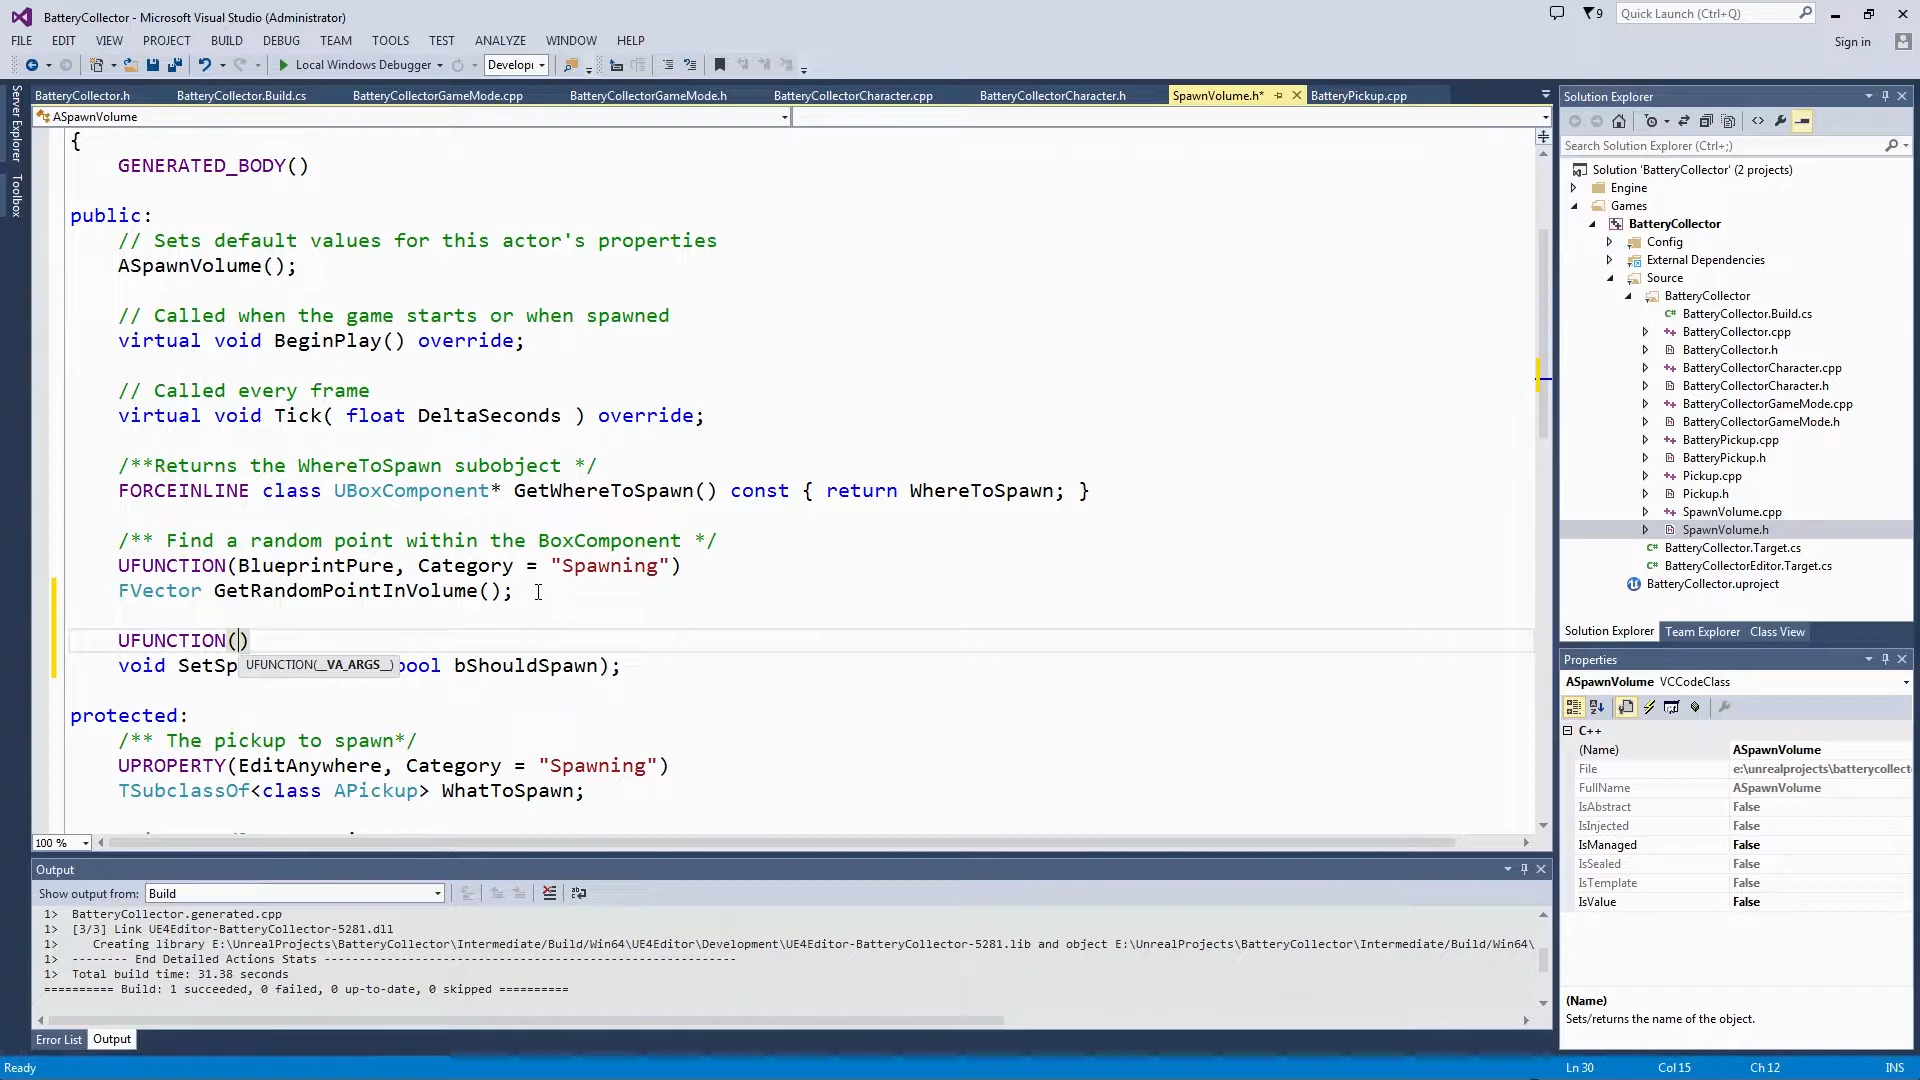 BatteryCollector - Microsoft Visual Studio (Administrator)
9
Quick Launch (Ctrl+Q)
FILE EDIT VIEW PROJECT BUILD DEBUG TEAM TOOLS TEST ANALYZE WINDOW HELP
Sign in
Local Windows Debugger
Developi
Server Explorer
Toolbox
BatteryCollector.h BatteryCollector.Build.cs BatteryCollectorGameMode.cpp BatteryCollectorGameMode.h BatteryCollectorCharacter.cpp BatteryCollectorCharacter.h SpawnVolume.h* BatteryPickup.cpp
ASpawnVolume
{
GENERATED_BODY()
public:
// Sets default values for this actor's properties
ASpawnVolume();
// Called when the game starts or when spawned
virtual void BeginPlay() override;
// Called every frame
virtual void Tick( float DeltaSeconds ) override;
/**Returns the WhereToSpawn subobject */
FORCEINLINE class UBoxComponent* GetWhereToSpawn() const { return WhereToSpawn; }
/** Find a random point within the BoxComponent */
UFUNCTION(BlueprintPure, Category = "Spawning")
FVector GetRandomPointInVolume();
UFUNCTION()
void SetSp bool bShouldSpawn);
UFUNCTION(__VA_ARGS__)
protected:
/** The pickup to spawn*/
UPROPERTY(EditAnywhere, Category = "Spawning")
TSubclassOf<class APickup> WhatToSpawn;
100 %
Output
Show output from: Build
1> BatteryCollector.generated.cpp
1> [3/3] Link UE4Editor-BatteryCollector-5281.dll
1> Creating library E:\UnrealProjects\BatteryCollector\Intermediate/Build/Win64\UE4Editor\Development\UE4Editor-BatteryCollector-5281.lib and object E:\UnrealProjects\BatteryCollector\Intermediate/Build/Win64\
1> -------- End Detailed Actions Stats -----------------------------------------------------------
1> Total build time: 31.38 seconds
========== Build: 1 succeeded, 0 failed, 0 up-to-date, 0 skipped ==========
Error List Output
Solution Explorer
Search Solution Explorer (Ctrl+;)
Solution 'BatteryCollector' (2 projects)
Engine
Games
BatteryCollector
Config
External Dependencies
Source
BatteryCollector
BatteryCollector.Build.cs
BatteryCollector.cpp
BatteryCollector.h
BatteryCollectorCharacter.cpp
BatteryCollectorCharacter.h
BatteryCollectorGameMode.cpp
BatteryCollectorGameMode.h
BatteryPickup.cpp
BatteryPickup.h
Pickup.cpp
Pickup.h
SpawnVolume.cpp
SpawnVolume.h
BatteryCollector.Target.cs
BatteryCollectorEditor.Target.cs
BatteryCollector.uproject
Solution Explorer Team Explorer Class View
Properties
ASpawnVolume VCCodeClass
C++
(Name) ASpawnVolume
File e:\unrealprojects\batterycollect
FullName ASpawnVolume
IsAbstract False
IsInjected False
IsManaged False
IsSealed False
IsTemplate False
IsValue False
(Name)
Sets/returns the name of the object.
Ready
Ln 30 Col 15 Ch 12 INS